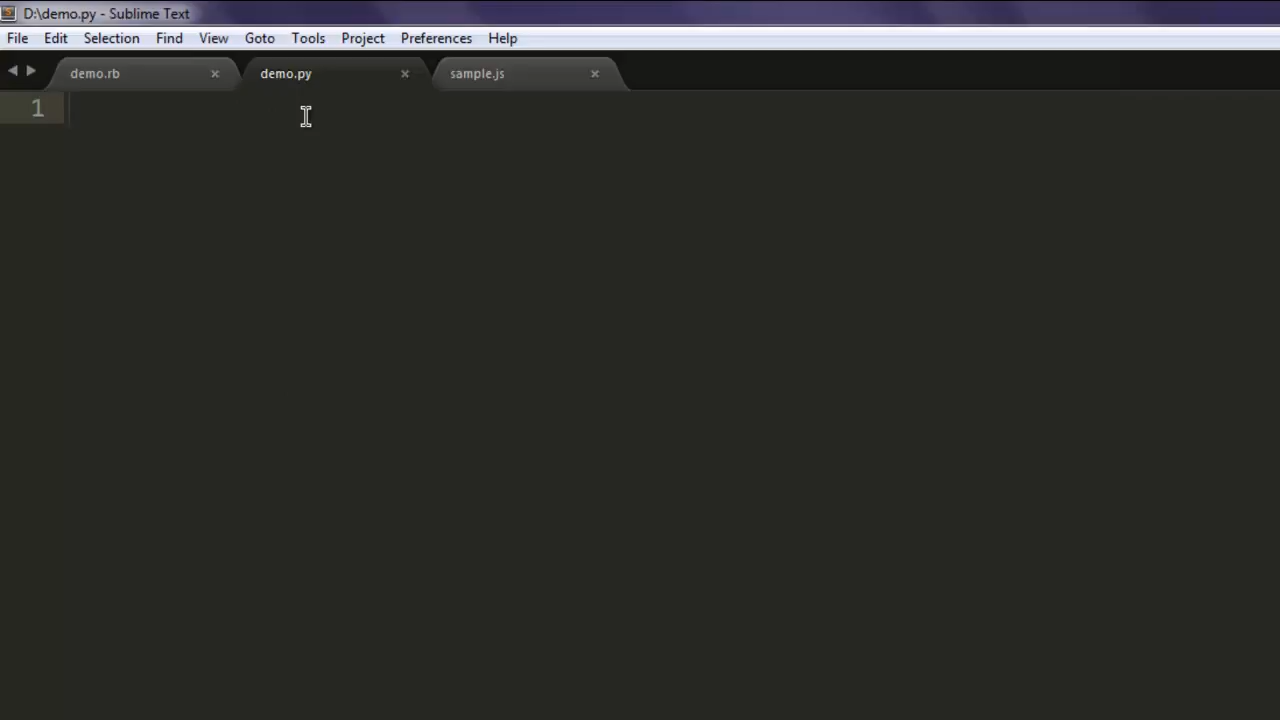 D:\demo.py - Sublime Text
File Edit Selection Find View Goto Tools Project Preferences Help
demo.rb demo.py sample.js
1